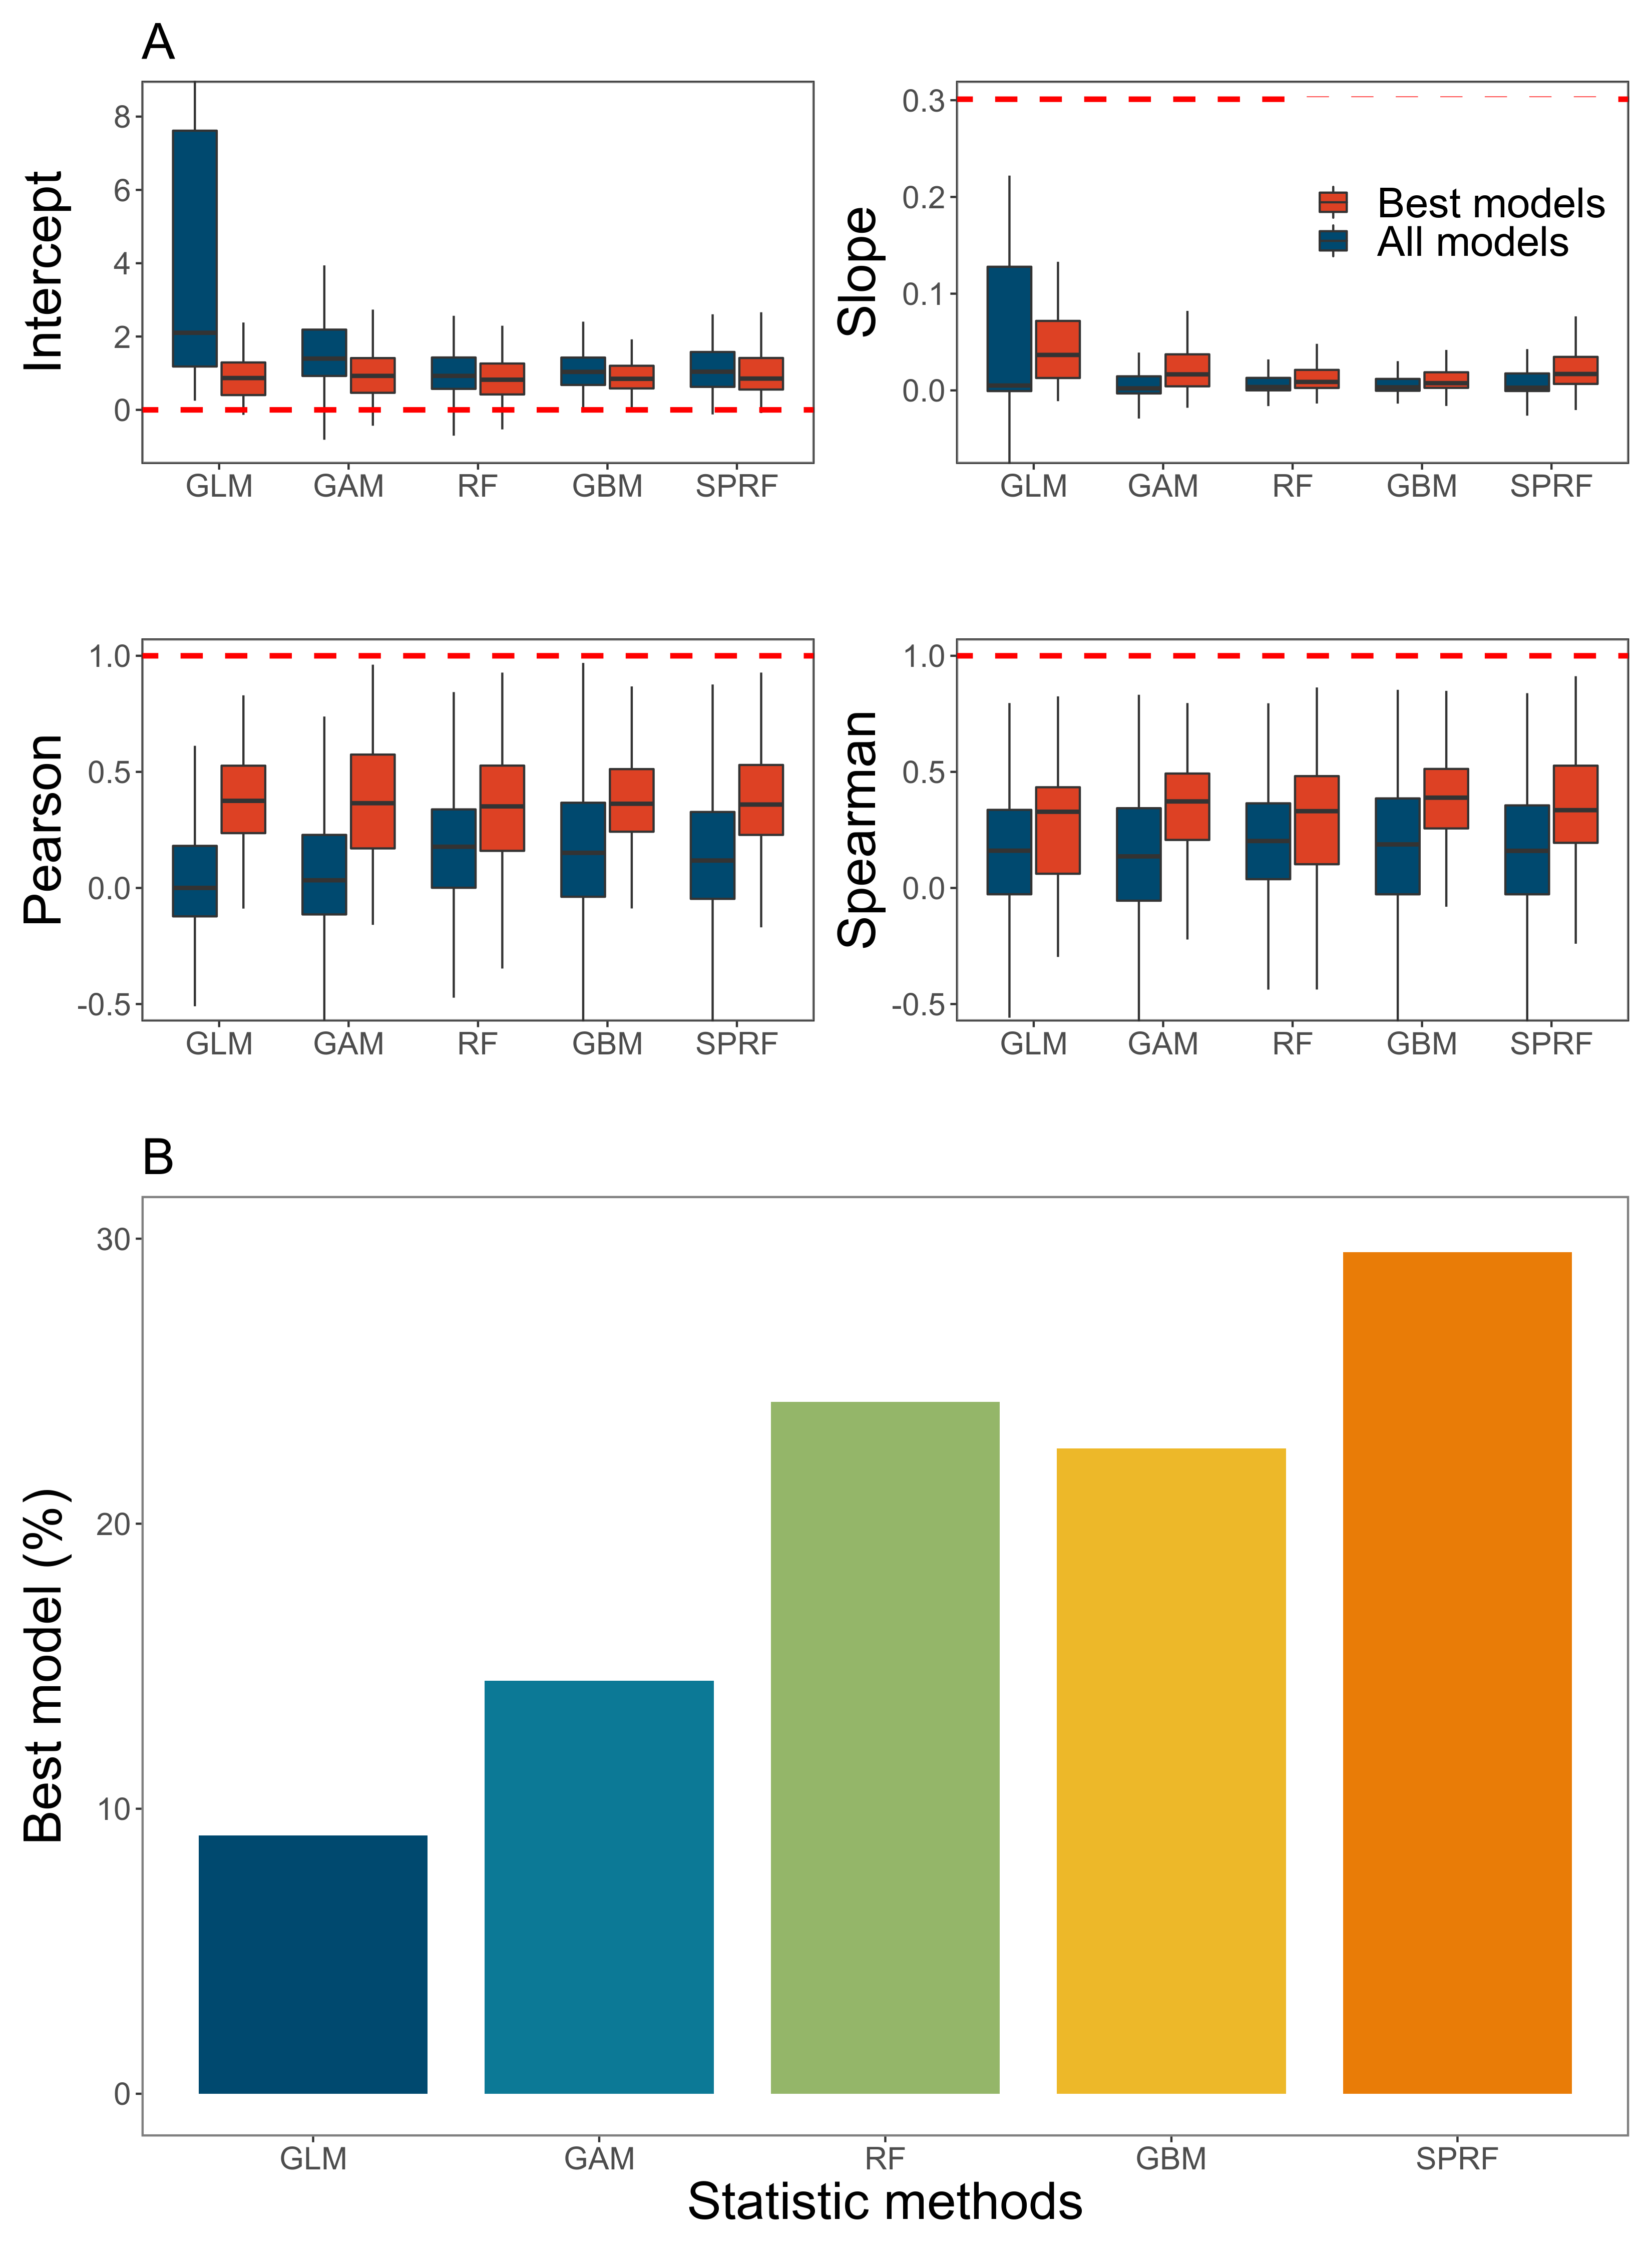 A
Intercept
8
6
4
2
0
GLM GAM RF GBM SPRF
Slope
0.3
0.2
0.1
0.0
Best models
All models
GLM GAM RF GBM SPRF
Pearson
1.0
0.5
0.0
-0.5
GLM GAM RF GBM SPRF
Spearman
1.0
0.5
0.0
-0.5
GLM GAM RF GBM SPRF
B
Best model (%)
30
20
10
0
GLM GAM RF GBM SPRF
Statistic methods